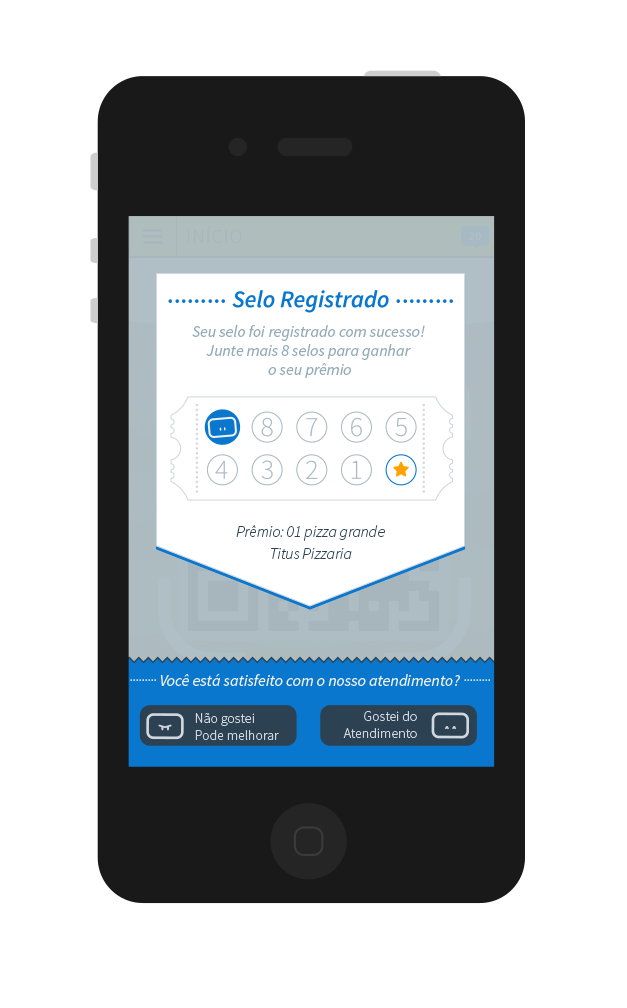 INÍCIO
Selo Registrado
Seu selo foi registrado com sucesso!
Junte mais 8 selos para ganhar
o seu prêmio
8 7 6 5
4 3 2 1
Prêmio: 01 pizza grande
Titus Pizzaria
Você está satisfeito com o nosso atendimento?
Não gostei
Pode melhorar
Gostei do
Atendimento